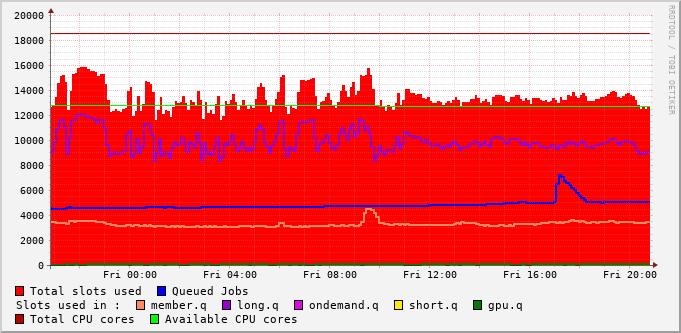 20000
18000
16000
14000
12000
10000
8000
6000
4000
2000
0
Fri 00:00 Fri 04:00 Fri 08:00 Fri 12:00 Fri 16:00 Fri 20:00
RRDTOOL / TOBI OETIKER
Total slots used Queued Jobs
Slots used in : member.q long.q ondemand.q short.q gpu.q
Total CPU cores Available CPU cores